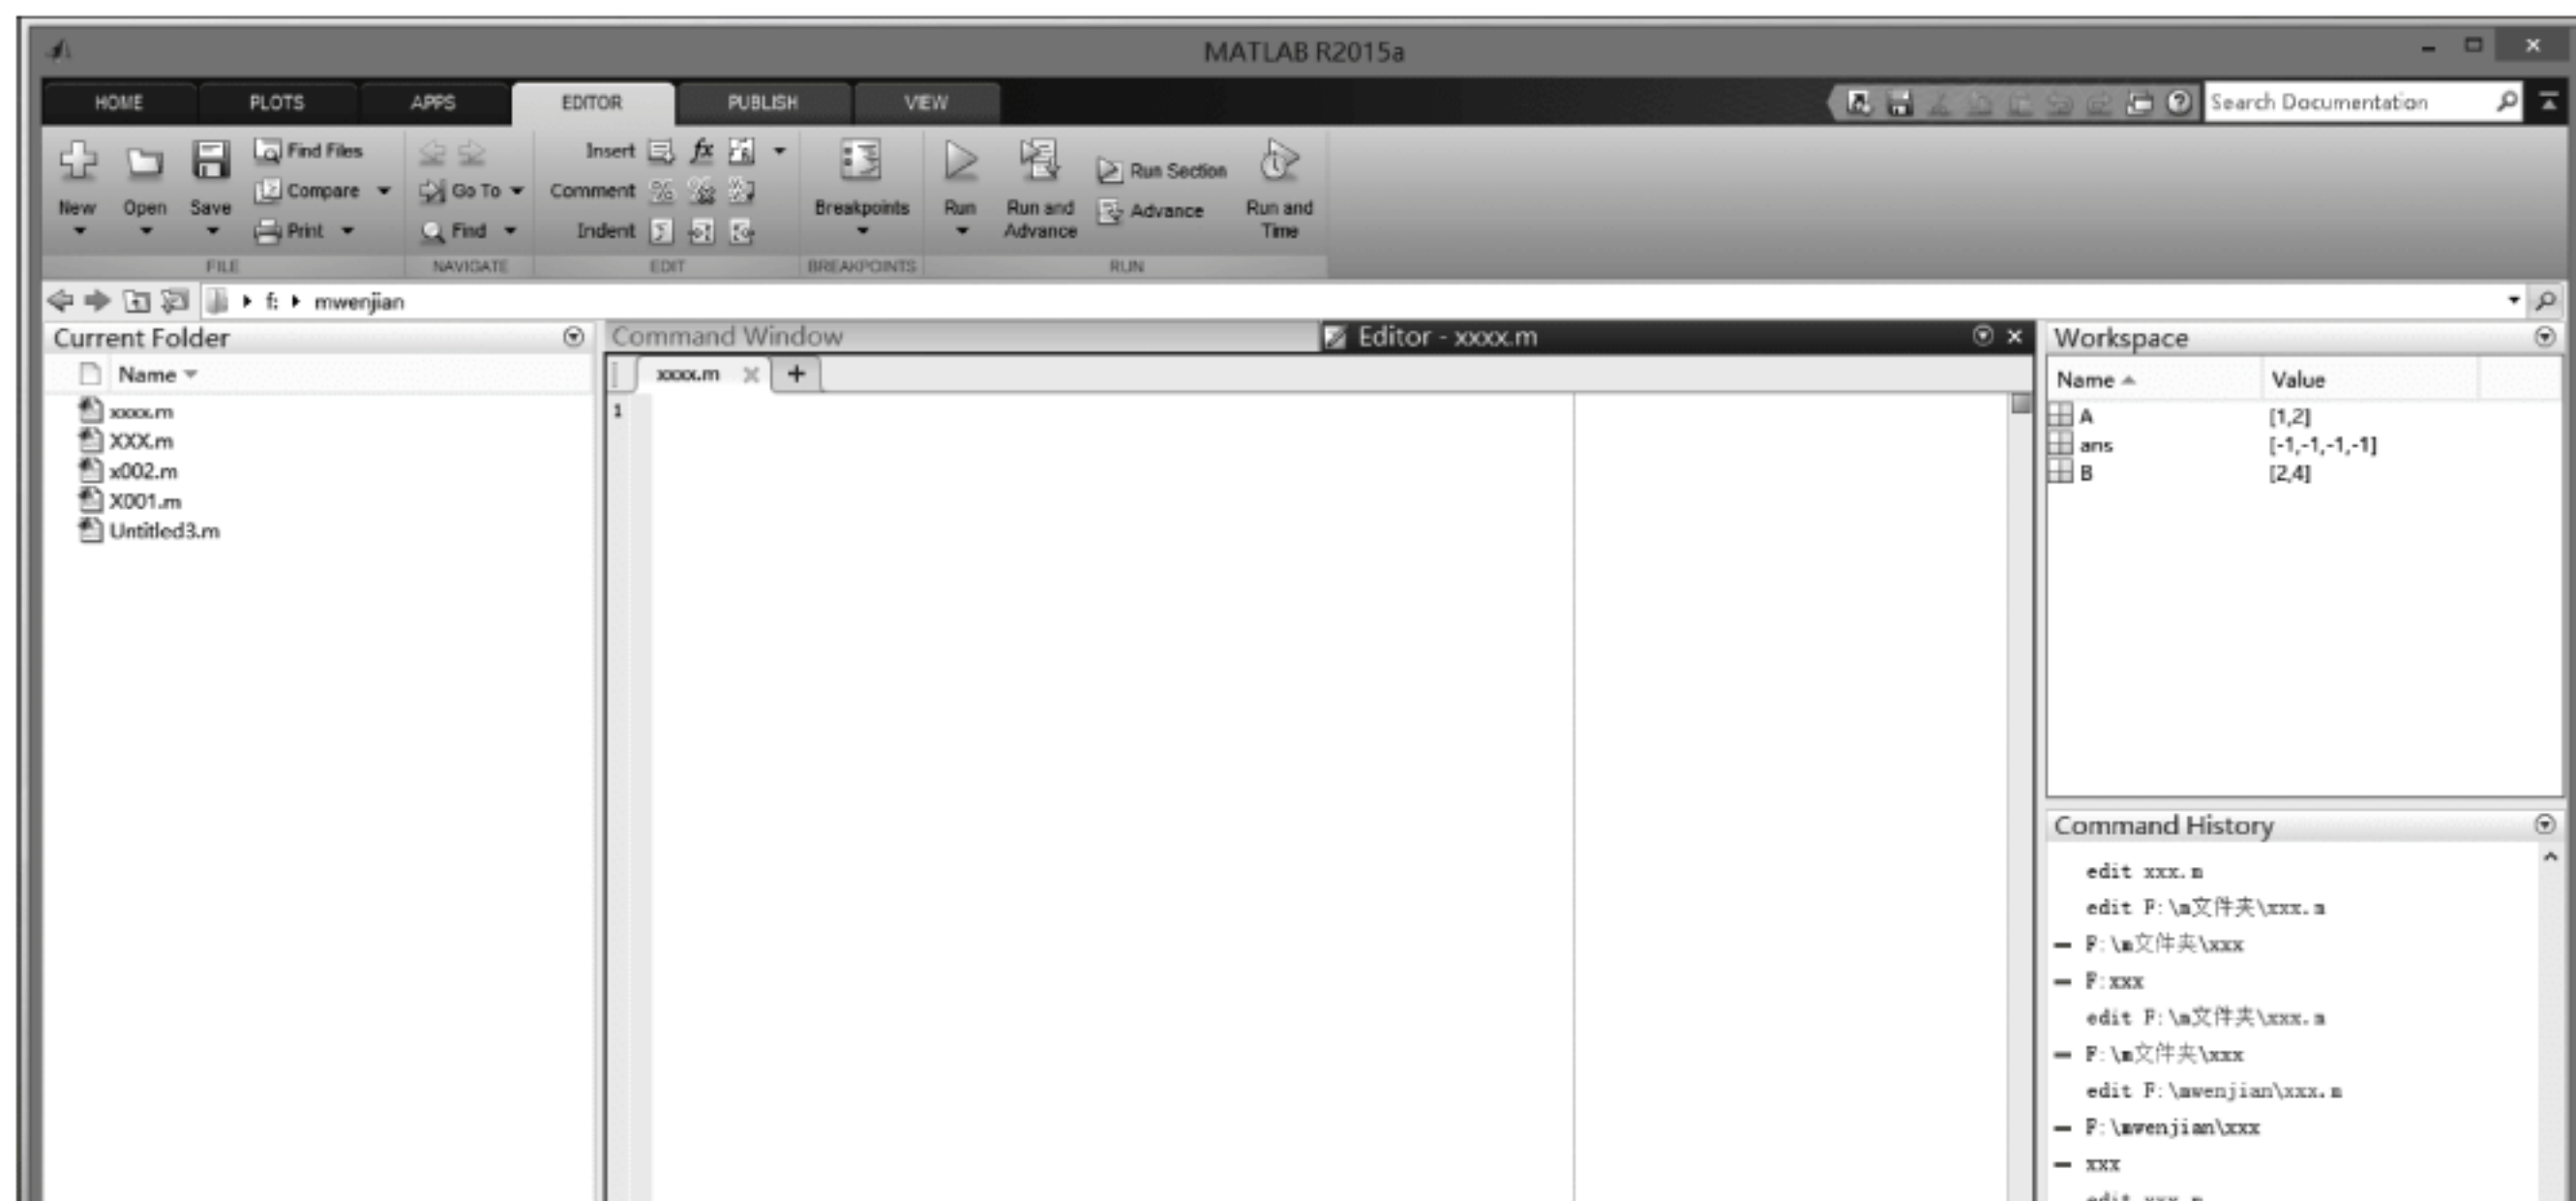 MATLAB R2015a
HOME PLOTS APPS EDITOR PUBLISH VIEW
Search Documentation
New
Open
Save
Find Files
Compare
Print
FILE
Go To
Find
NAVIGATE
Insert
Comment
Indent
EDIT
Breakpoints
BREAKPOINTS
Run
Run and
Advance
Run Section
Advance
Run and
Time
RUN
f: mwenjian
Current Folder
Name
xxxx.m
XXX.m
x002.m
X001.m
Untitled3.m
Command Window
Editor - xxxx.m
xxxx.m
1
Workspace
Name Value
A [1,2]
ans [-1,-1,-1,-1]
B [2,4]
Command History
edit xxx.m
edit F:\m文件夹\xxx.m
F:\m文件夹\xxx
F:xxx
edit F:\m文件夹\xxx.m
F:\m文件夹\xxx
edit F:\mwenjian\xxx.m
F:\mwenjian\xxx
xxx